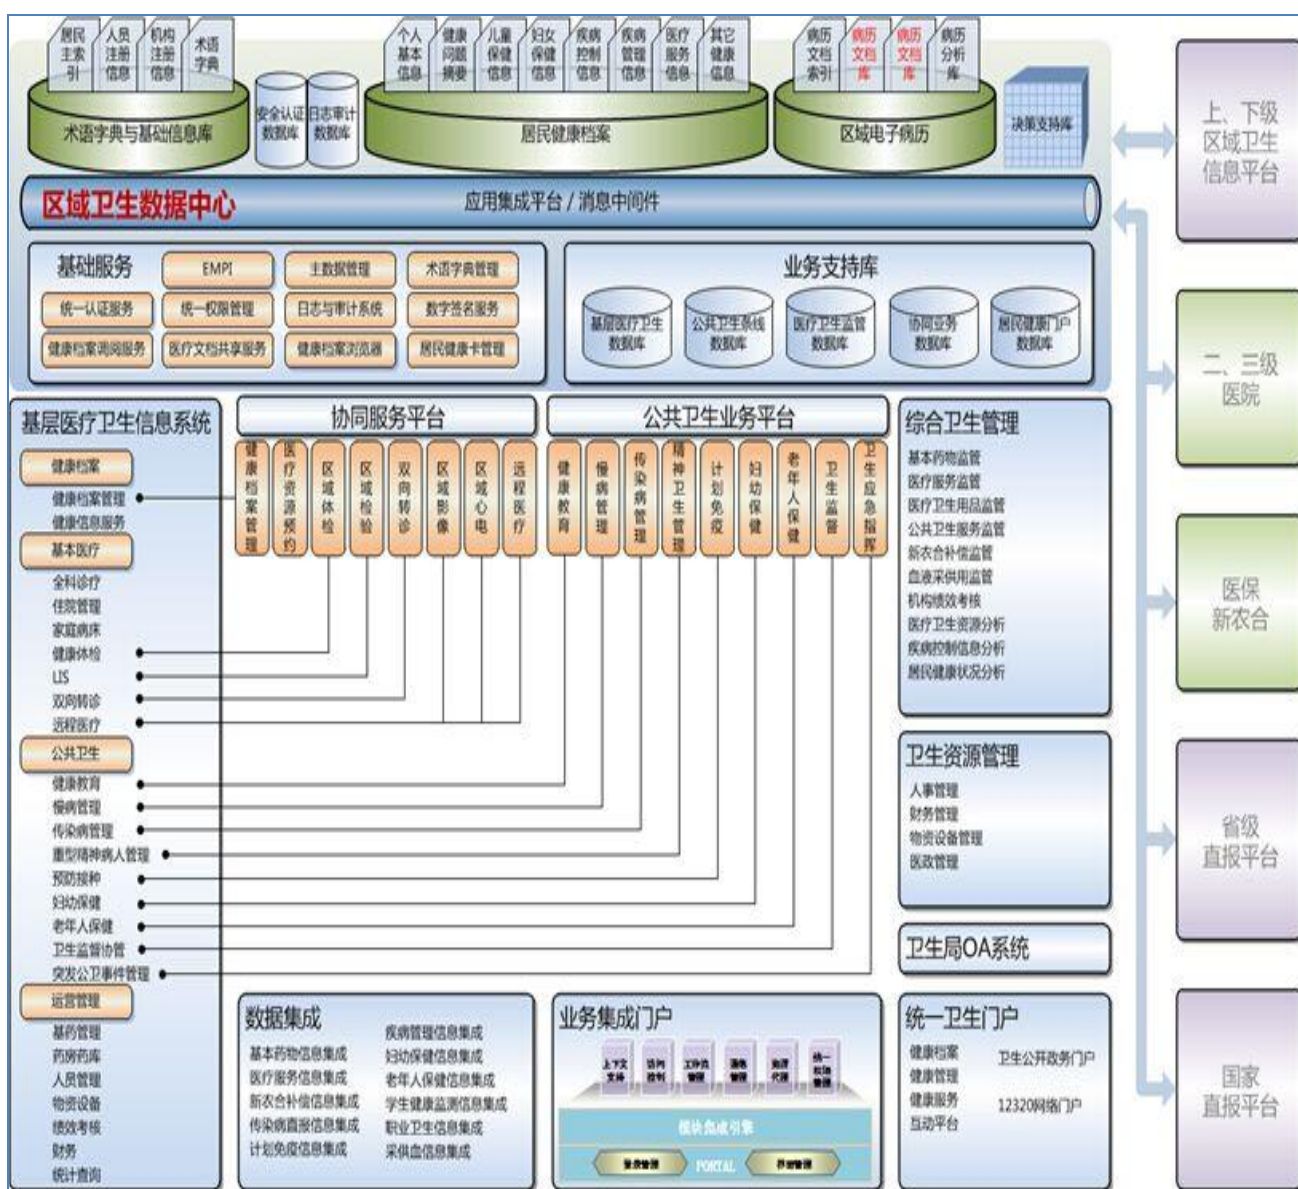 居民
主索
引
人员
注册
信息
机构
注册
信息
术语
字典
术语字典与基础信息库
安全认证
数据库
日志审计
数据库
个人
基本
信息
健康
问题
摘要
儿童
保健
信息
妇女
保健
信息
疾病
控制
信息
疾病
管理
信息
医疗
服务
信息
其它
健康
信息
居民健康档案
病历
文档
索引
病历
文档
库
病历
文档
库
病历
分析
库
区域电子病历
决策支持库
区域卫生数据中心
应用集成平台 / 消息中间件
基础服务
EMPI
主数据管理
术语字典管理
统一认证服务
统一权限管理
日志与审计系统
数字签名服务
健康档案调阅服务
医疗文档共享服务
健康档案浏览器
居民健康卡管理
业务支持库
基层医疗卫生
数据库
公共卫生条线
数据库
医疗卫生监管
数据库
协同业务
数据库
居民健康门户
数据库
基层医疗卫生信息系统
健康档案
健康档案管理
健康信息服务
基本医疗
全科诊疗
住院管理
家庭病床
健康体检
LIS
双向转诊
远程医疗
公共卫生
健康教育
慢病管理
传染病管理
重型精神病人管理
预防接种
妇幼保健
老年人保健
卫生监督协管
突发公卫事件管理
运营管理
基药管理
药房药库
人员管理
物资设备
绩效考核
财务
统计查询
协同服务平台
健康档案管理
医疗资源预约
区域体检
区域检验
双向转诊
区域影像
区域心电
远程医疗
公共卫生业务平台
健康教育
慢病管理
传染病管理
精神卫生管理
计划免疫
妇幼保健
老年人保健
卫生监督
卫生应急指挥
数据集成
基本药物信息集成
医疗服务信息集成
新农合补偿信息集成
传染病直报信息集成
计划免疫信息集成
疾病管理信息集成
妇幼保健信息集成
老年人保健信息集成
学生健康监测信息集成
职业卫生信息集成
采供血信息集成
业务集成门户
上下文
支持
访问
控制
工作流
管理
统一
权限
管理
模块集成引擎
登录管理
PORTAL
界面管理
综合卫生管理
基本药物监管
医疗服务监管
医疗卫生用品监管
公共卫生服务监管
新农合补偿监管
血液采供用监管
机构绩效考核
医疗卫生资源分析
疾病控制信息分析
居民健康状况分析
卫生资源管理
人事管理
财务管理
物资设备管理
医政管理
卫生局OA系统
统一卫生门户
健康档案
健康管理
健康服务
互动平台
卫生公开政务门户
12320网络门户
上、下级
区域卫生
信息平台
二、三级
医院
医保
新农合
省级
直报平台
国家
直报平台